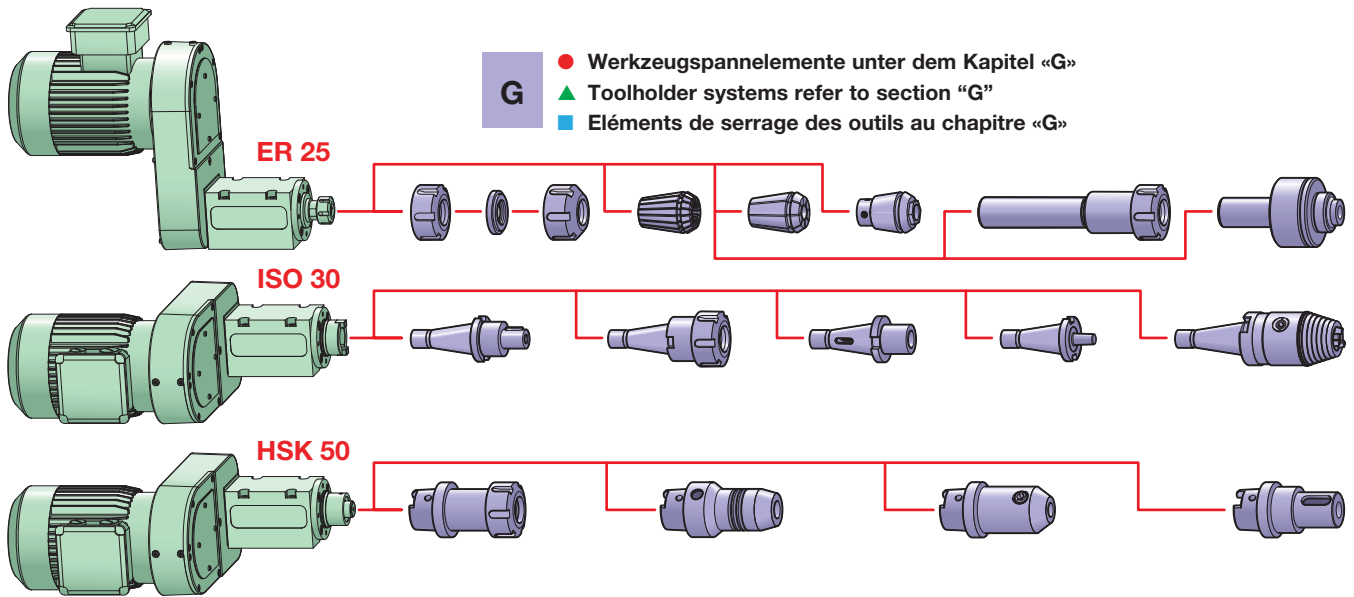 G
Werkzeugspannelemente unter dem Kapitel «G»
Toolholder systems refer to section “G”
Eléments de serrage des outils au chapitre «G»
ER 25
ISO 30
HSK 50